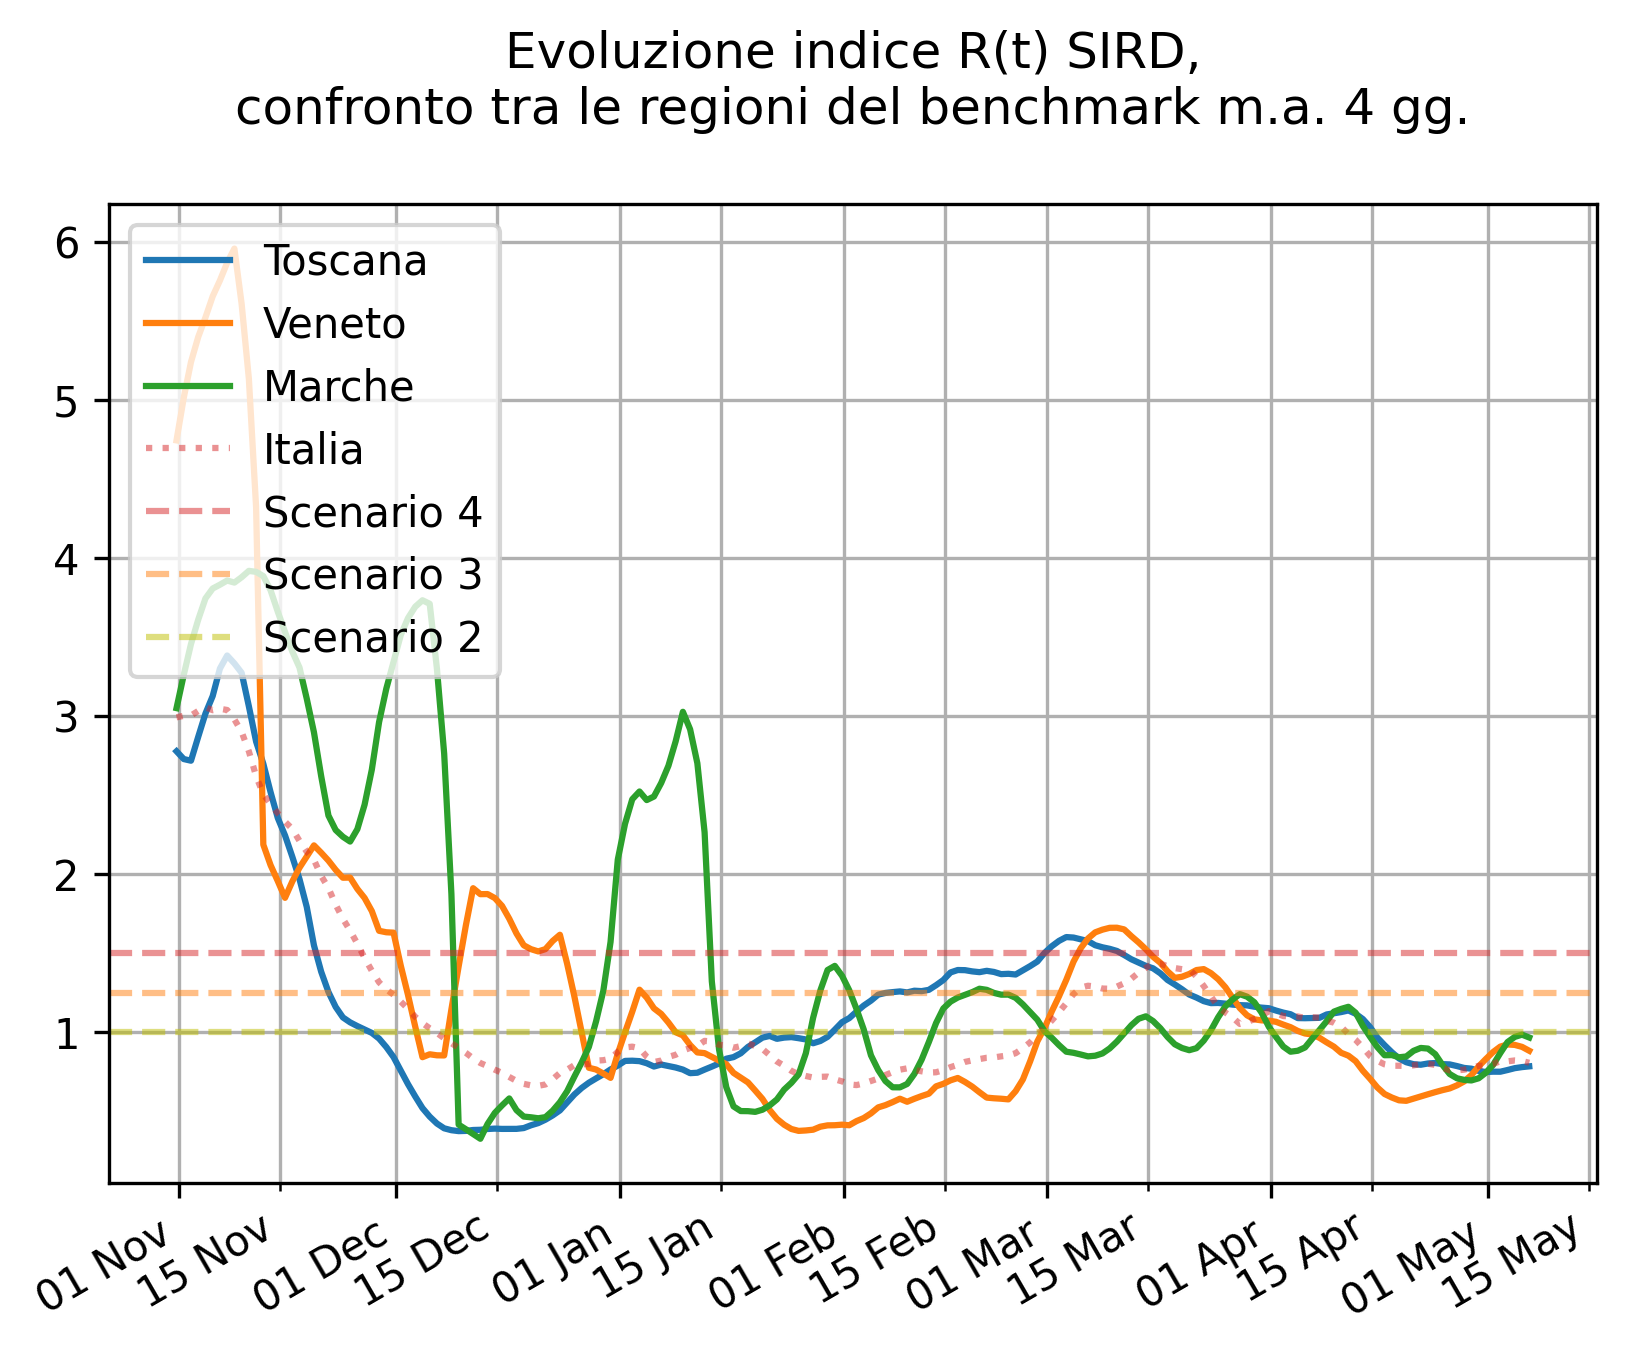 Evoluzione indice R(t) SIRD,
confronto tra le regioni del benchmark m.a. 4 gg.
6
5
4
3
2
1
Toscana
Veneto
Marche
Italia
Scenario 4
Scenario 3
Scenario 2
01 Nov
15 Nov
01 Dec
15 Dec
01 Jan
15 Jan
01 Feb
15 Feb
01 Mar
15 Mar
01 Apr
15 Apr
01 May
15 May